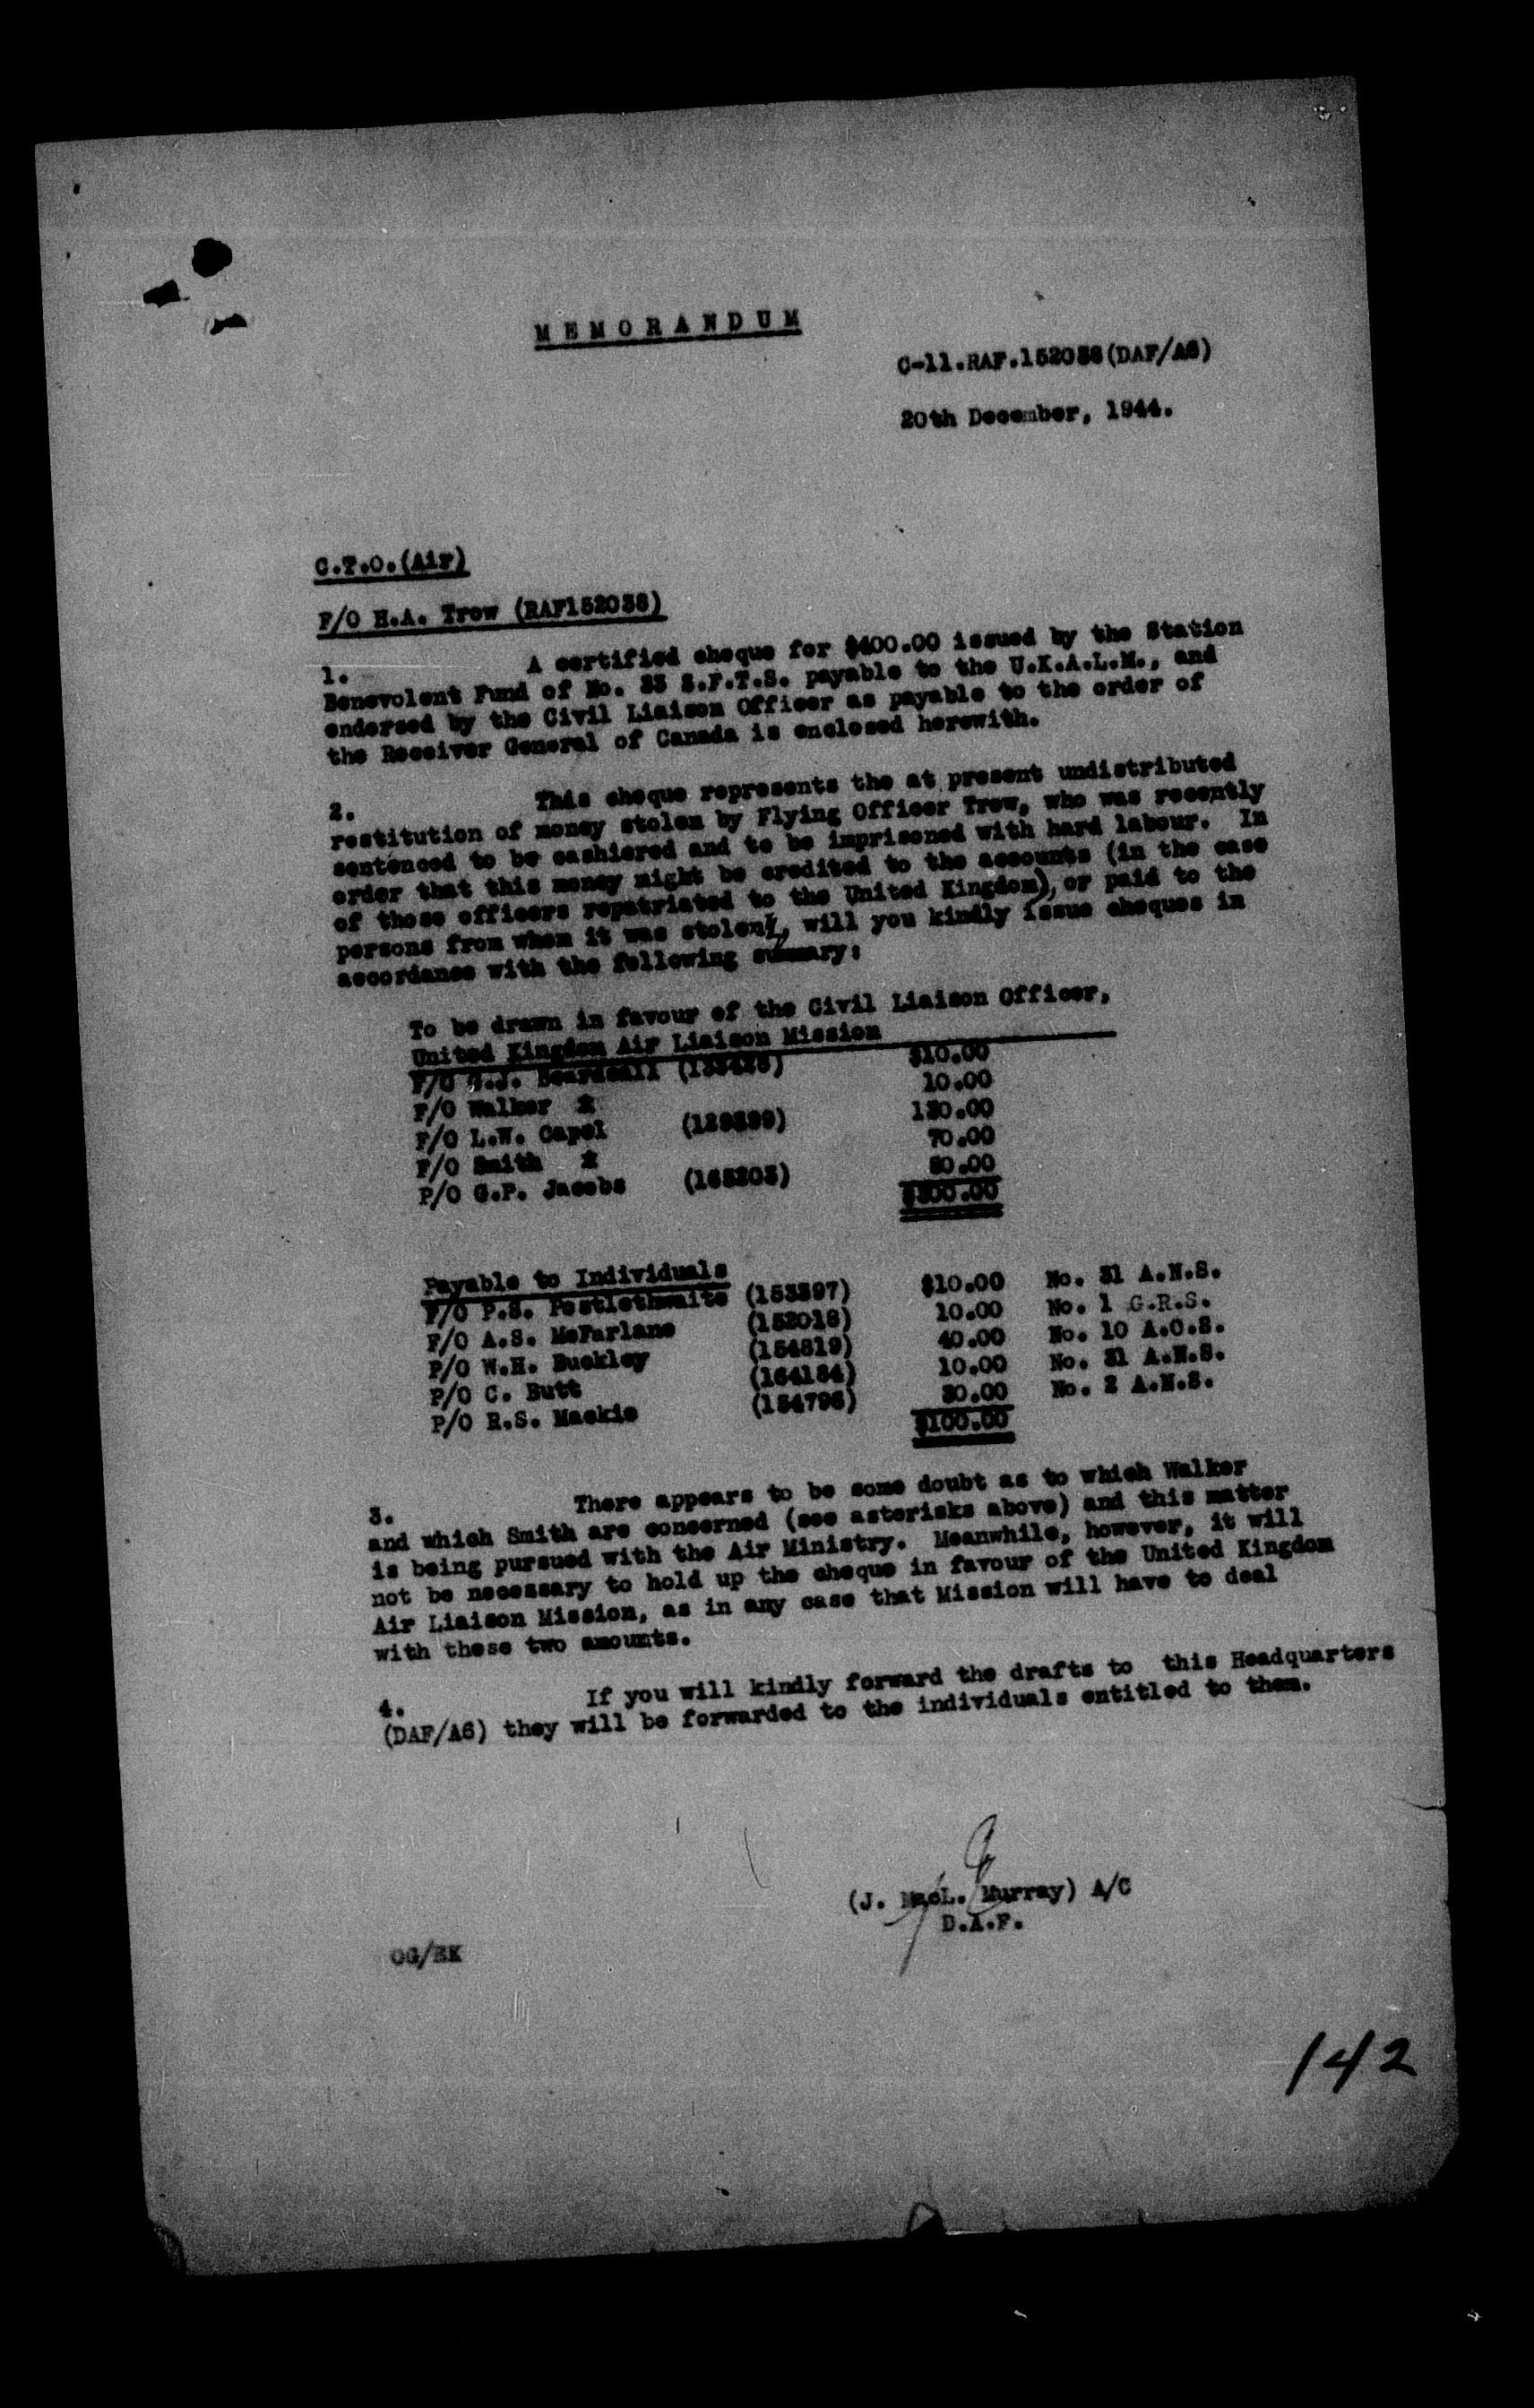 MEMORANDUM
C-11.RAF.152038(DAF/A6)
20th December, 1944.
C.T.O.(Air)
F/O H.A. Trow (RAF152038)
1. A certified cheque for $400.00 issued by the Station
Benevolent Fund of No. 33 S.F.T.S. payable to the U.K.A.L.M., and
endorsed by the Civil Liaison Officer as payable to the order of
the Receiver General of Canada is enclosed herewith.
2. This cheque represents the at present undistributed
restitution of money stolen by Flying Officer Trow, who was recently
sentenced to be cashiered and to be imprisoned with hard labour. In
order that this money might be credited to the accounts (in the case
of those officers repatriated to the United Kingdom), or paid to the
persons from whom it was stolen, will you kindly issue cheques in
accordance with the following summary:
To be drawn in favour of the Civil Liaison Officer,
United Kingdom Air Liaison Mission
F/O Beardsall $10.00
F/O Walker * 10.00
F/O L.W. Capel (129399) 130.00
F/O Smith * 70.00
P/O G.P. Jacobs (165203) 80.00
$300.00
Payable to Individuals
F/O P.S. Postlethwaite (153397) $10.00 No. 31 A.N.S.
F/O A.S. McFarlane (152018) 10.00 No. 1 G.R.S.
P/O W.H. Buckley (154819) 40.00 No. 10 A.O.S.
P/O C. Butt (164184) 10.00 No. 31 A.N.S.
P/O R.S. Mackie (154796) 30.00 No. 2 A.N.S.
$100.00
3. There appears to be some doubt as to which Walker
and which Smith are concerned (see asterisks above) and this matter
is being pursued with the Air Ministry. Meanwhile, however, it will
not be necessary to hold up the cheque in favour of the United Kingdom
Air Liaison Mission, as in any case that Mission will have to deal
with these two amounts.
4. If you will kindly forward the drafts to this Headquarters
(DAF/A6) they will be forwarded to the individuals entitled to them.
(J. MacL. Murray) A/C
D.A.F.
OG/EK
142